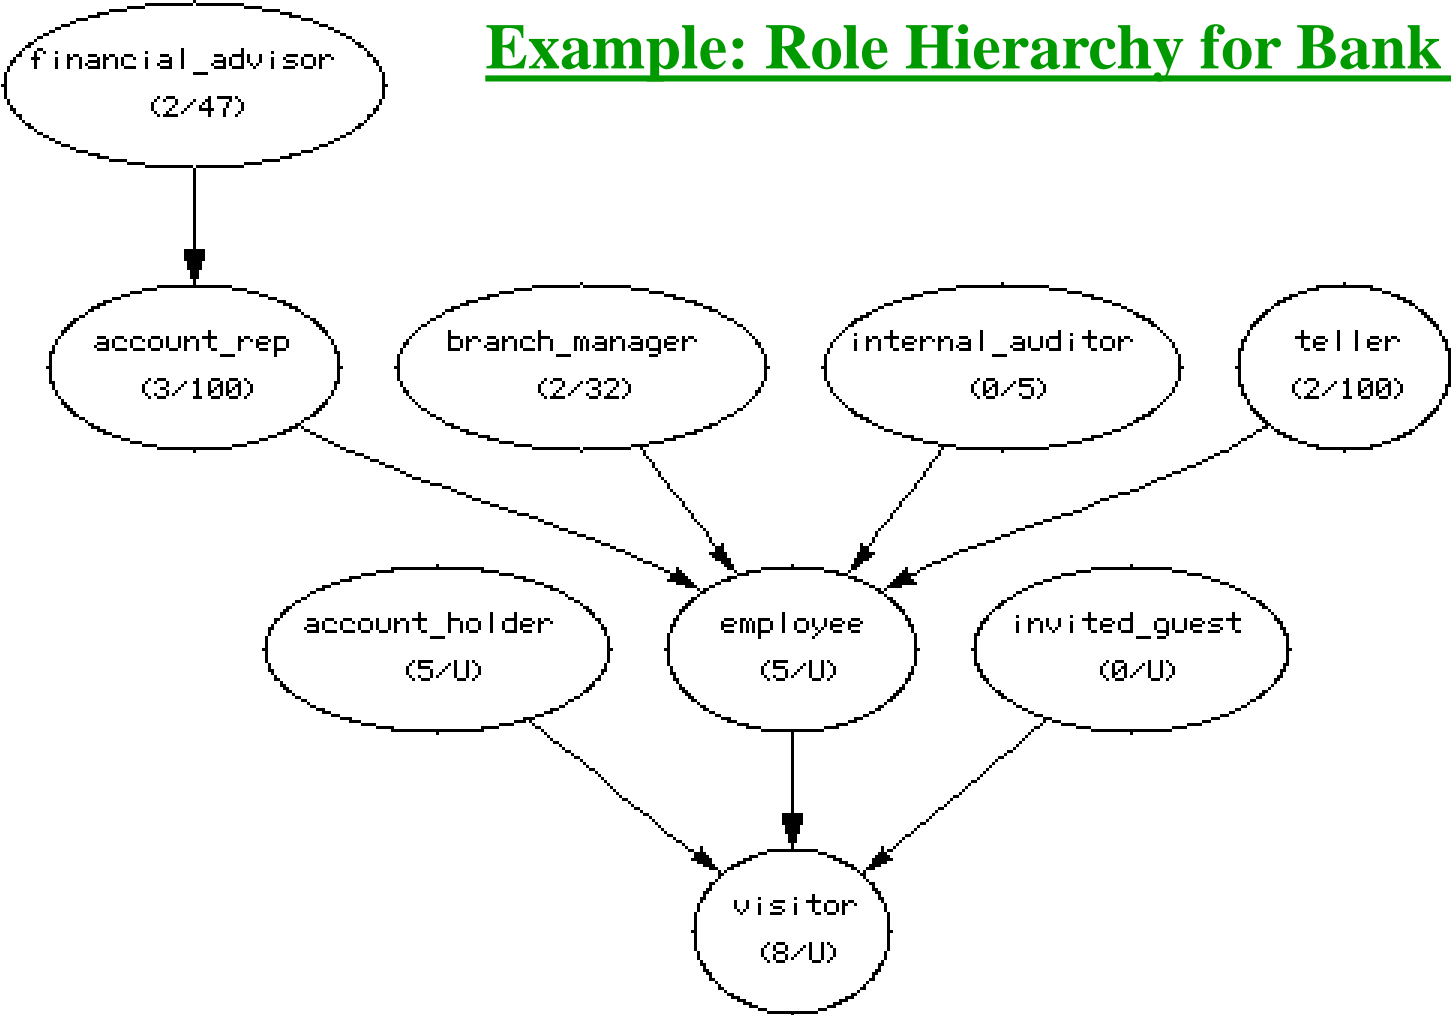 Example: Role Hierarchy for Bank
financial_advisor
(2/47)
account_rep
(3/100)
branch_manager
(2/32)
internal_auditor
(0/5)
teller
(2/100)
account_holder
(5/U)
employee
(5/U)
invited_guest
(0/U)
visitor
(8/U)